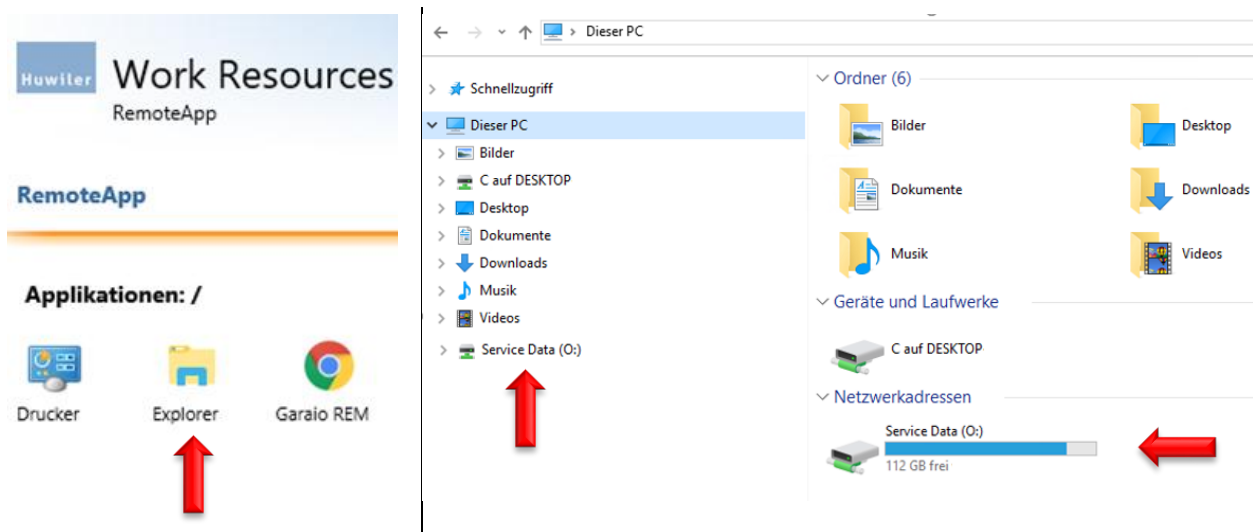 Huwiler
Work Resources
RemoteApp
RemoteApp
Applikationen: /
Drucker
Explorer
Garaio REM
Dieser PC
Schnellzugriff
Dieser PC
Bilder
C auf DESKTOP
Desktop
Dokumente
Downloads
Musik
Videos
Service Data (O:)
Ordner (6)
Bilder
Desktop
Dokumente
Downloads
Musik
Videos
Geräte und Laufwerke
C auf DESKTOP
Netzwerkadressen
Service Data (O:)
112 GB frei